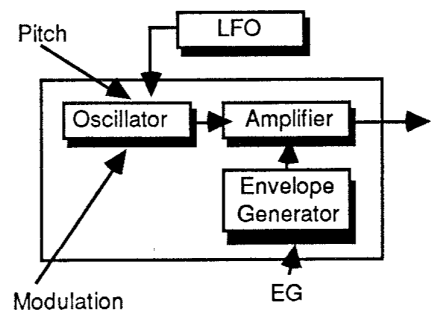 Pitch
LFO
Oscillator
Amplifier
Envelope
Generator
Modulation
EG